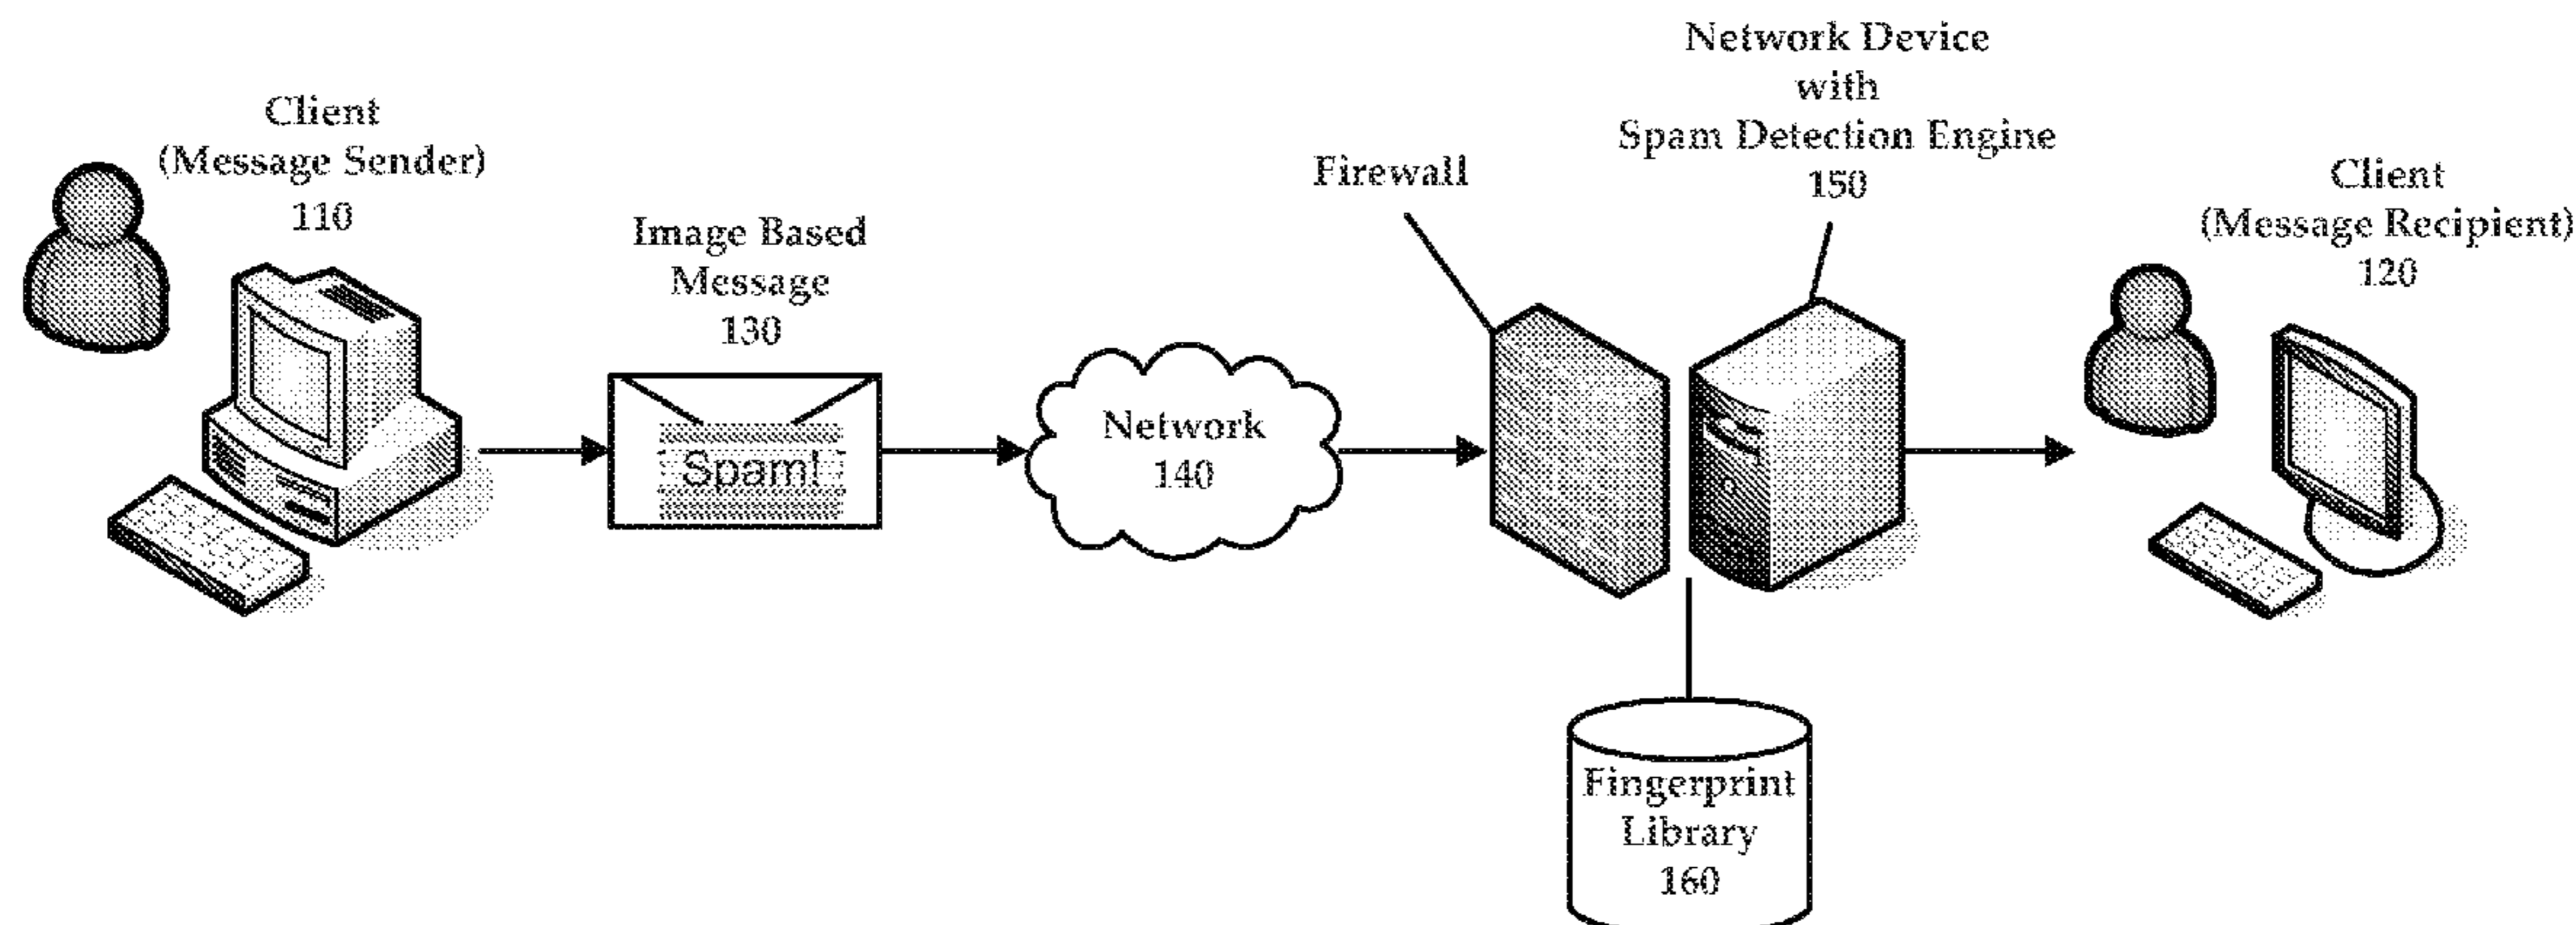 Client
(Message Sender)
110
Image Based
Message
130
Spam!
Network
140
Firewall
Network Device
with
Spam Detection Engine
150
Client
(Message Recipient)
120
Fingerprint
Library
160